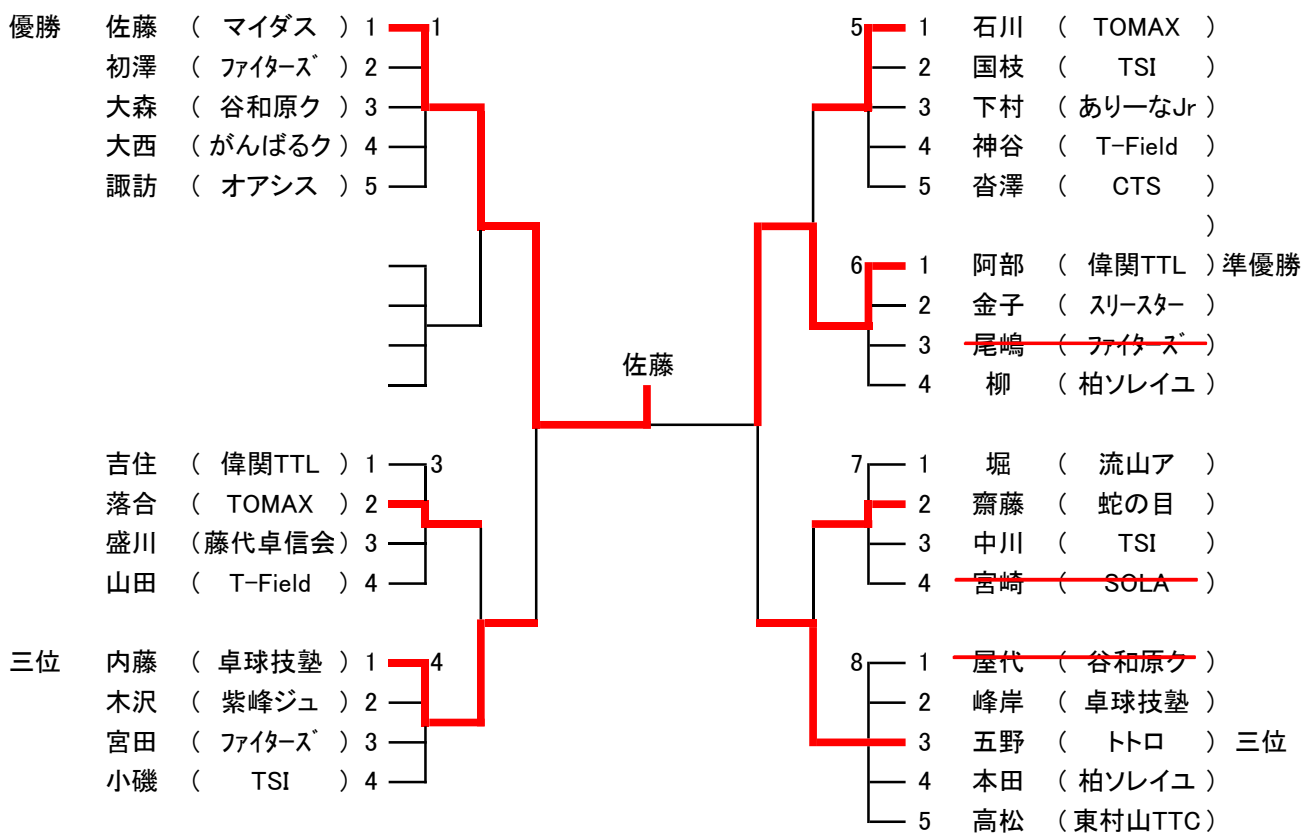 優勝 佐藤 ( マイダス ) 1 1
初澤 ( ファイターズ ) 2
大森 ( 谷和原ク ) 3
大西 ( がんばるク ) 4
諏訪 ( オアシス ) 5
吉住 ( 偉関TTL ) 1 3
落合 ( TOMAX ) 2
盛川 ( 藤代卓信会 ) 3
山田 ( T-Field ) 4
三位 内藤 ( 卓球技塾 ) 1 4
木沢 ( 紫峰ジュ ) 2
宮田 ( ファイターズ ) 3
小磯 ( TSI ) 4
佐藤
5 1 石川 ( TOMAX )
2 国枝 ( TSI )
3 下村 ( ありーなJr )
4 神谷 ( T-Field )
5 沓澤 ( CTS )
)
6 1 阿部 ( 偉関TTL ) 準優勝
2 金子 ( スリースター )
3 尾嶋 ( ファイターズ )
4 柳 ( 柏ソレイユ )
7 1 堀 ( 流山ア )
2 齋藤 ( 蛇の目 )
3 中川 ( TSI )
4 宮崎 ( SOLA )
8 1 屋代 ( 谷和原ク )
2 峰岸 ( 卓球技塾 )
3 五野 ( トトロ ) 三位
4 本田 ( 柏ソレイユ )
5 高松 ( 東村山TTC )